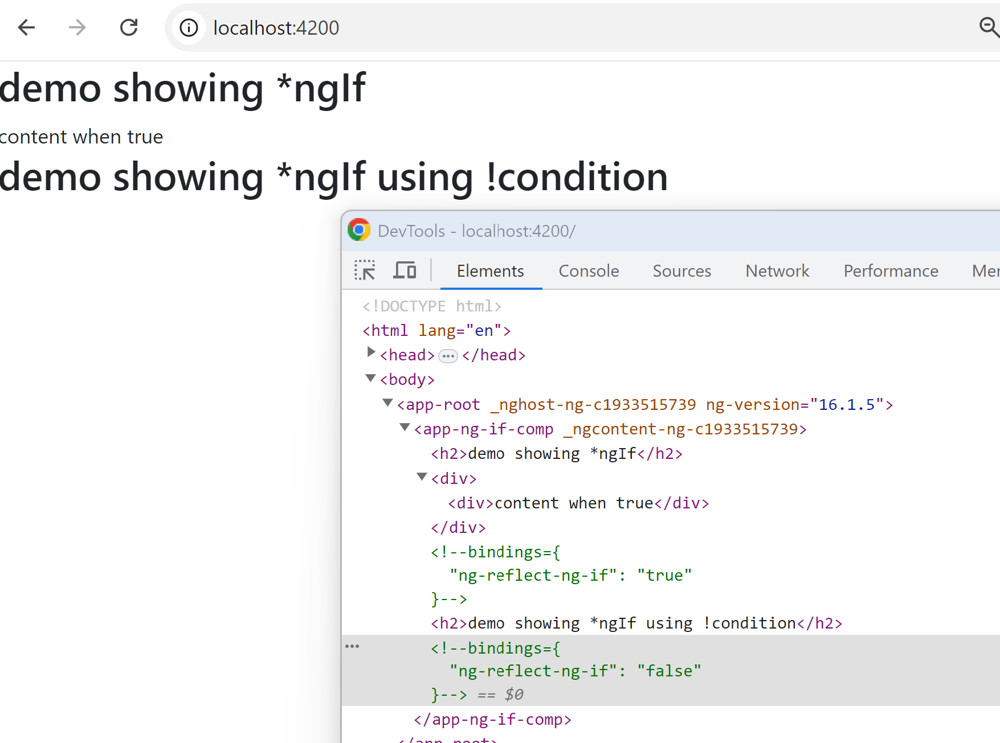 localhost:4200
demo showing *ngIf
content when true
demo showing *ngIf using !condition
DevTools - localhost:4200/
Elements Console Sources Network Performance
<!DOCTYPE html>
<html lang="en">
<head> ••• </head>
<body>
<app-root _nghost-ng-c1933515739 ng-version="16.1.5">
<app-ng-if-comp _ngcontent-ng-c1933515739>
<h2>demo showing *ngIf</h2>
<div>
<div>content when true</div>
</div>
<!--bindings={
"ng-reflect-ng-if": "true"
}-->
<h2>demo showing *ngIf using !condition</h2>
<!--bindings={
"ng-reflect-ng-if": "false"
}--> == $0
</app-ng-if-comp>
</app-root>